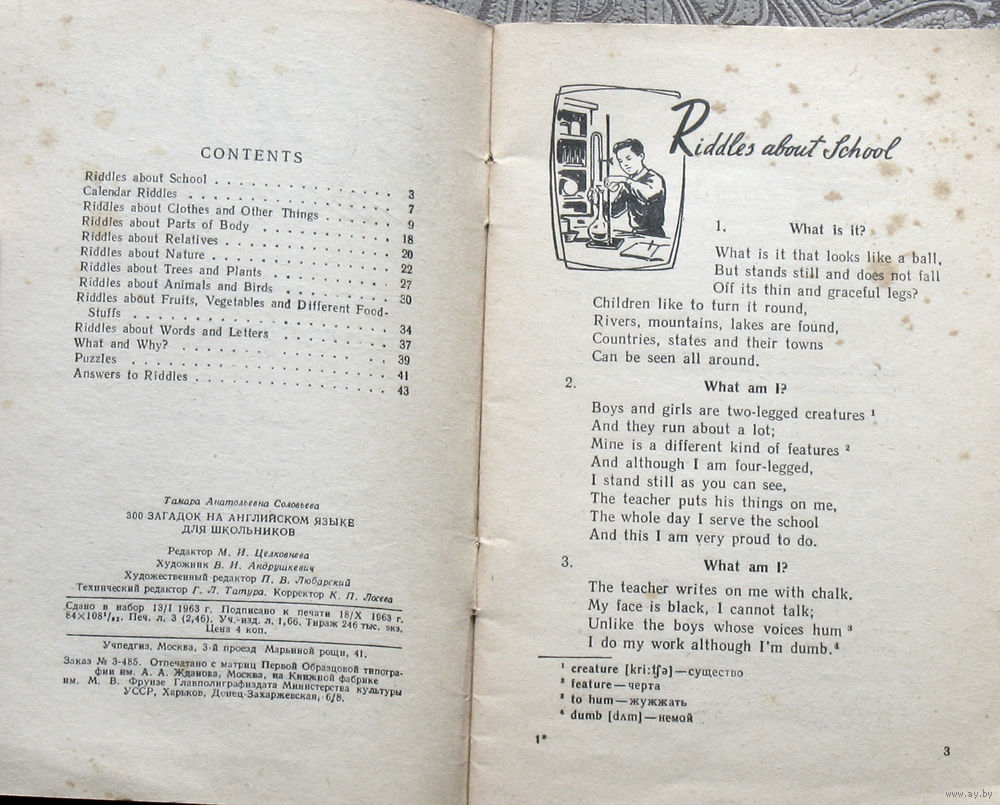 CONTENTS
Riddles about School . . . . . . . . . . . . . . . 3
Calendar Riddles . . . . . . . . . . . . . . . 7
Riddles about Clothes and Other Things . . . . . . 9
Riddles about Parts of Body . . . . . . . . . . . . 18
Riddles about Relatives . . . . . . . . . . . . . . 20
Riddles about Nature . . . . . . . . . . . . . . . 22
Riddles about Trees and Plants . . . . . . . . . . 27
Riddles about Animals and Birds . . . . . . . . . . 30
Riddles about Fruits, Vegetables and Different Food-
Stuffs . . . . . . . . . . . . . . . . . . . 34
Riddles about Words and Letters . . . . . . . . 37
What and Why? . . . . . . . . . . . . . . . . 39
Puzzles . . . . . . . . . . . . . . . . . . . 41
Answers to Riddles . . . . . . . . . . . . . . 43
Тамара Анатольевна Соловьева
300 ЗАГАДОК НА АНГЛИЙСКОМ ЯЗЫКЕ
ДЛЯ ШКОЛЬНИКОВ
Редактор М. И. Целковнева
Художник В. И. Андрушкевич
Художественный редактор П. В. Любарский
Технический редактор Г. Л. Татура. Корректор К. П. Лосева
Сдано в набор 13/I 1963 г. Подписано к печати 18/X 1963 г.
84×108¹/₃₂. Печ. л. 3 (2,46). Уч.-изд. л. 1,66. Тираж 246 тыс. экз.
Цена 4 коп.
Учпедгиз, Москва, 3-й проезд Марьиной рощи, 41.
Заказ № 3-485. Отпечатано с матриц Первой Образцовой типогра-
фии им. А. А. Жданова, Москва, на Книжной фабрике
им. М. В. Фрунзе Главполиграфиздата Министерства культуры
УССР, Харьков, Донец-Захаржевская, 6/8.
Riddles about School
1. What is it?
What is it that looks like a ball,
But stands still and does not fall
Off its thin and graceful legs?
Children like to turn it round,
Rivers, mountains, lakes are found,
Countries, states and their towns
Can be seen all around.
2. What am I?
Boys and girls are two-legged creatures ¹
And they run about a lot;
Mine is a different kind of features ²
And although I am four-legged,
I stand still as you can see,
The teacher puts his things on me,
The whole day I serve the school
And this I am very proud to do.
3. What am I?
The teacher writes on me with chalk.
My face is black, I cannot talk;
Unlike the boys whose voices hum ³
I do my work although I'm dumb.⁴
¹ creature [kri:ʧə]—существо
² feature—черта
³ to hum—жужжать
⁴ dumb [dʌm]—немой
1*
3
www.ay.by